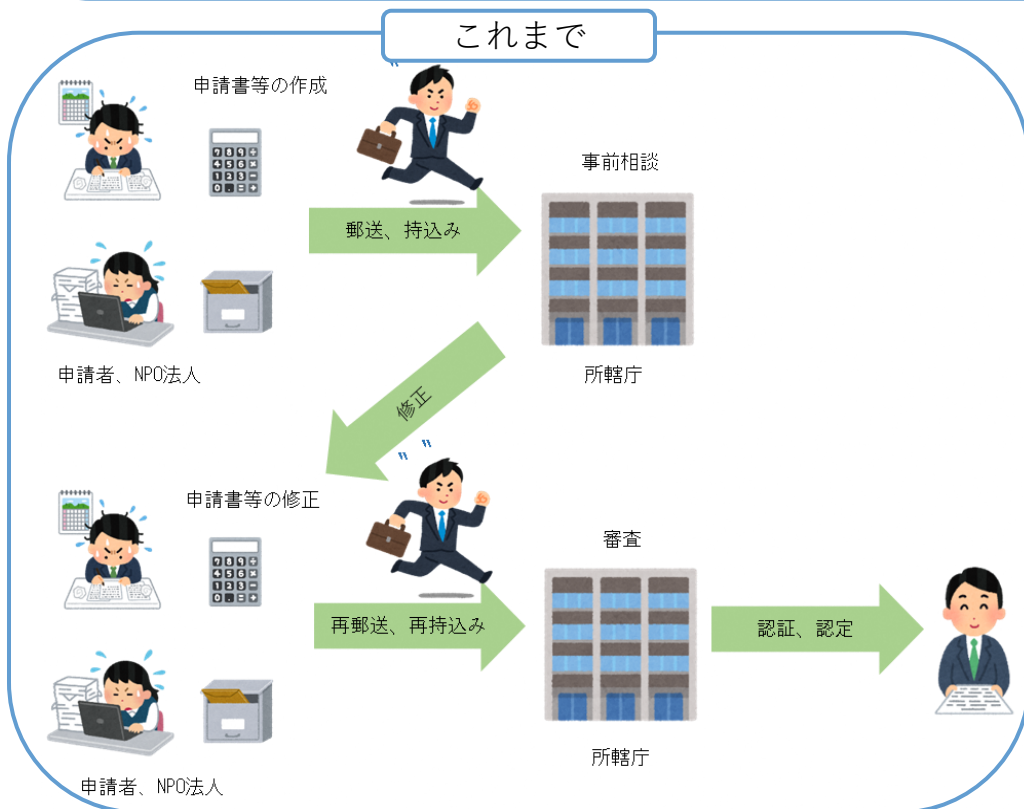 これまで
申請書等の作成
事前相談
郵送、持込み
申請者、NPO法人
所轄庁
修正
申請書等の修正
審査
再郵送、再持込み
認証、認定
所轄庁
申請者、NPO法人